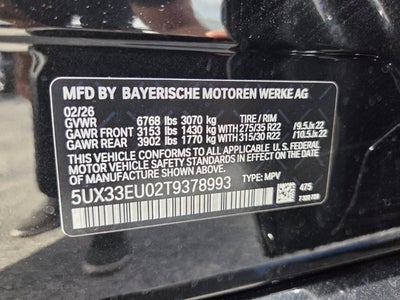 MFD BY BAYERISCHE MOTOREN WERKE AG
02/26
GVWR 6768 lbs 3070 kg TIRE / RIM
GAWR FRONT 3153 lbs 1430 kg WITH 275/35 R22 /9.5Jx22
GAWR REAR 3902 lbs 1770 kg WITH 315/30 R22 /10.5Jx22
THIS VEHICLE CONFORMS TO ALL APPLICABLE U.S. FEDERAL
MOTOR VEHICLE SAFETY STANDARDS IN EFFECT ON THE
DATE OF MANUFACTURE SHOWN ABOVE.
5UX33EU02T9378993 TYPE: MPV
475